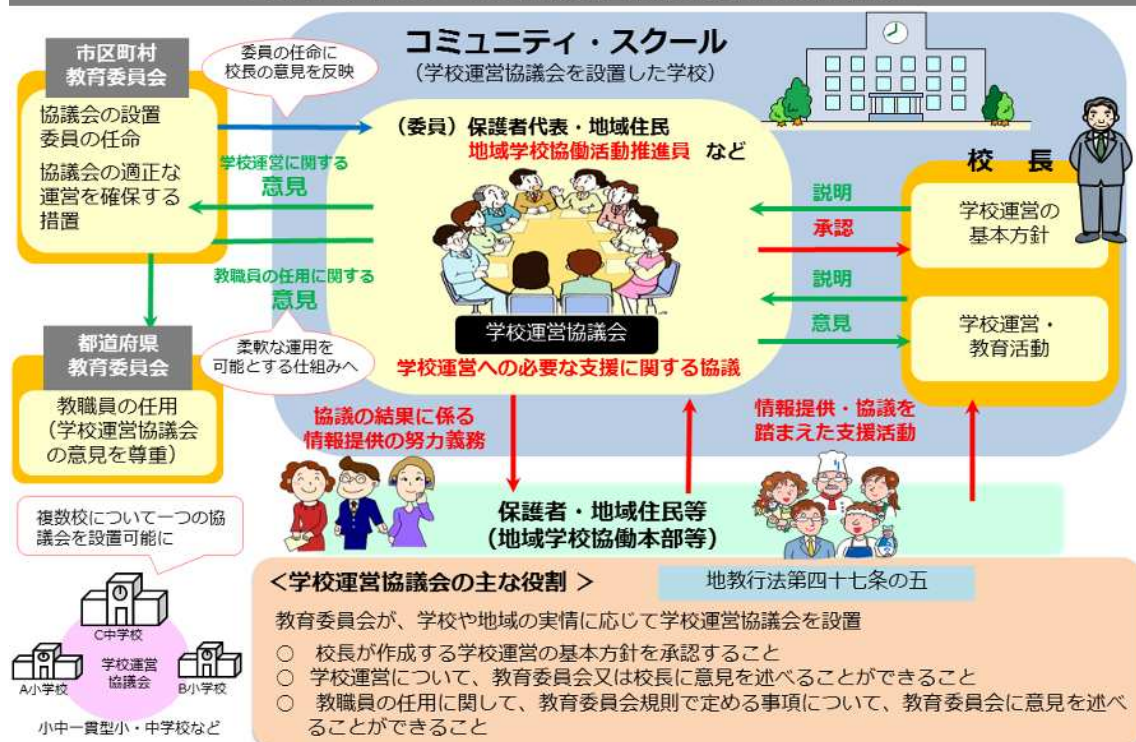 コミュニティ・スクール
（学校運営協議会を設置した学校）
市区町村
教育委員会
協議会の設置
委員の任命
協議会の適正な
運営を確保する
措置
委員の任命に
校長の意見を反映
（委員）保護者代表・地域住民
地域学校協働活動推進員 など
学校運営に関する
意見
教職員の任用に関する
意見
柔軟な運用を
可能とする仕組みへ
学校運営協議会
学校運営への必要な支援に関する協議
校 長
説明
承認
学校運営の
基本方針
説明
意見
学校運営・
教育活動
都道府県
教育委員会
教職員の任用
（学校運営協議会
の意見を尊重）
協議の結果に係る
情報提供の努力義務
情報提供・協議を
踏まえた支援活動
保護者・地域住民等
(地域学校協働本部等)
複数校について一つの協
議会を設置可能に
C中学校
学校運営
協議会
A小学校
B小学校
小中一貫型小・中学校など
＜学校運営協議会の主な役割 ＞
地教行法第四十七条の五
教育委員会が、学校や地域の実情に応じて学校運営協議会を設置
○ 校長が作成する学校運営の基本方針を承認すること
○ 学校運営について、教育委員会又は校長に意見を述べることができること
○ 教職員の任用に関して、教育委員会規則で定める事項について、教育委員会に意見を述べ
ることができること